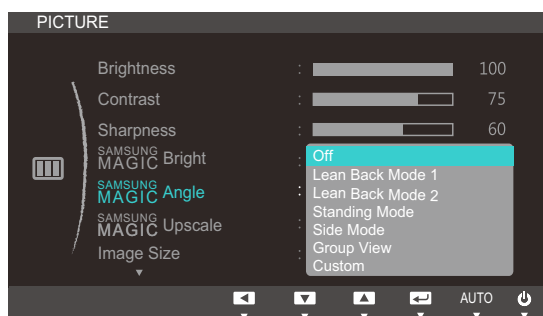 PICTURE
Brightness : 100
Contrast : 75
Sharpness : 60
SAMSUNG MAGIC Bright :
SAMSUNG MAGIC Angle :
SAMSUNG MAGIC Upscale :
Image Size :
Off
Lean Back Mode 1
Lean Back Mode 2
Standing Mode
Side Mode
Group View
Custom
AUTO